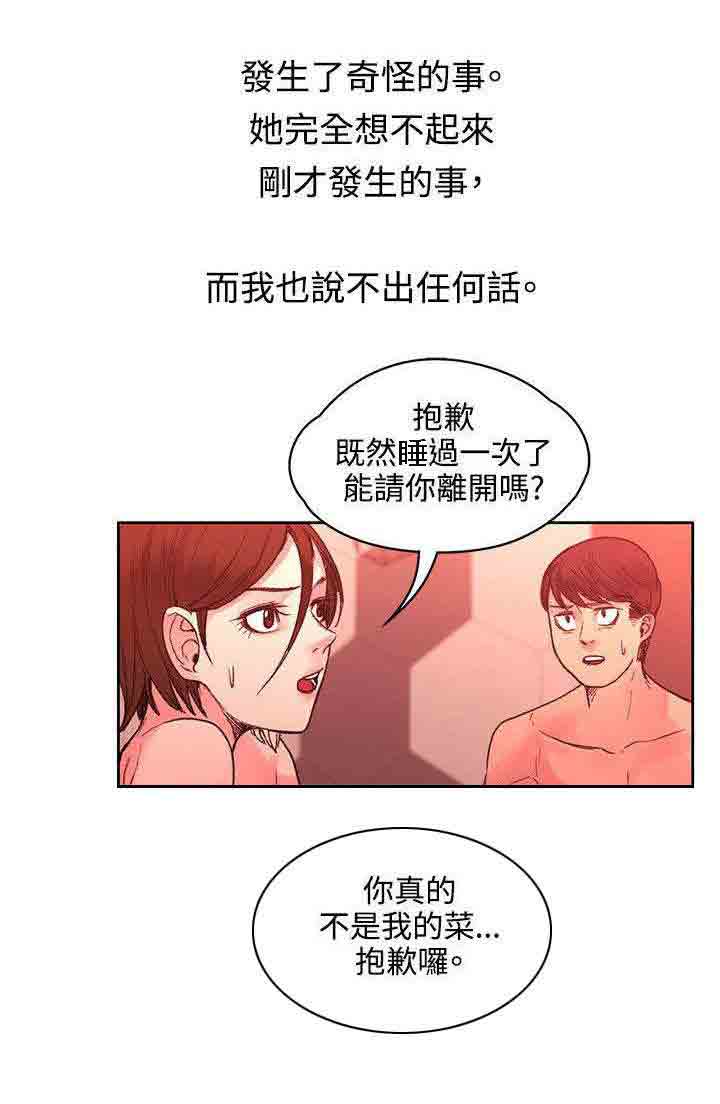 發生了奇怪的事。
她完全想不起來
剛才發生的事，
而我也說不出任何話。
抱歉
既然睡過一次了
能請你離開嗎？
你真的
不是我的菜...
抱歉囉。